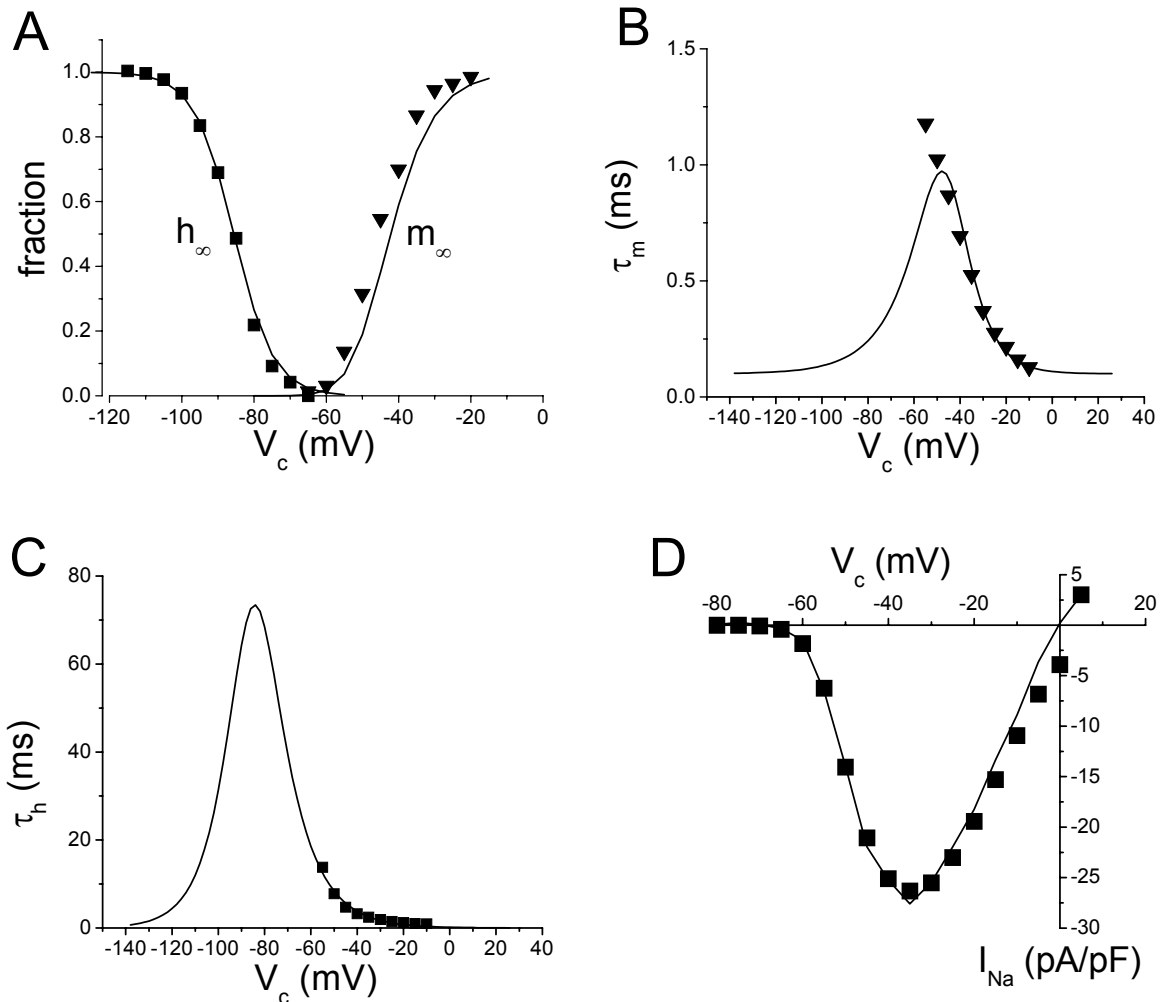 A
1.0
0.8
0.6
0.4
0.2
0.0
fraction
h∞
m∞
-120 -100 -80 -60 -40 -20 0
Vc (mV)
B
1.5
1.0
0.5
0.0
τm (ms)
-140 -120 -100 -80 -60 -40 -20 0 20 40
Vc (mV)
C
80
60
40
20
0
τh (ms)
-140 -120 -100 -80 -60 -40 -20 0 20 40
Vc (mV)
D
Vc (mV)
-80 -60 -40 -20 20
5
-5
-10
-15
-20
-25
-30
INa (pA/pF)